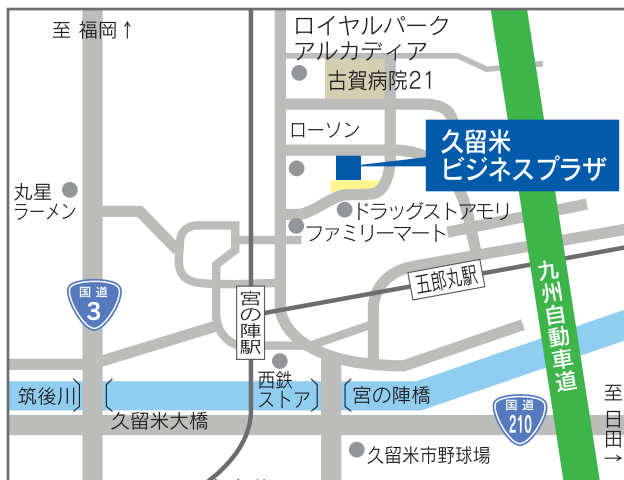 至 福岡↑
ロイヤルパーク
アルカディア
古賀病院21
ローソン
久留米
ビジネスプラザ
丸星
ラーメン
ドラッグストアモリ
ファミリーマート
国道
3
宮の陣駅
五郎丸駅
九州自動車道
西鉄
ストア
筑後川
宮の陣橋
久留米大橋
国道
210
至 日田→
久留米市野球場